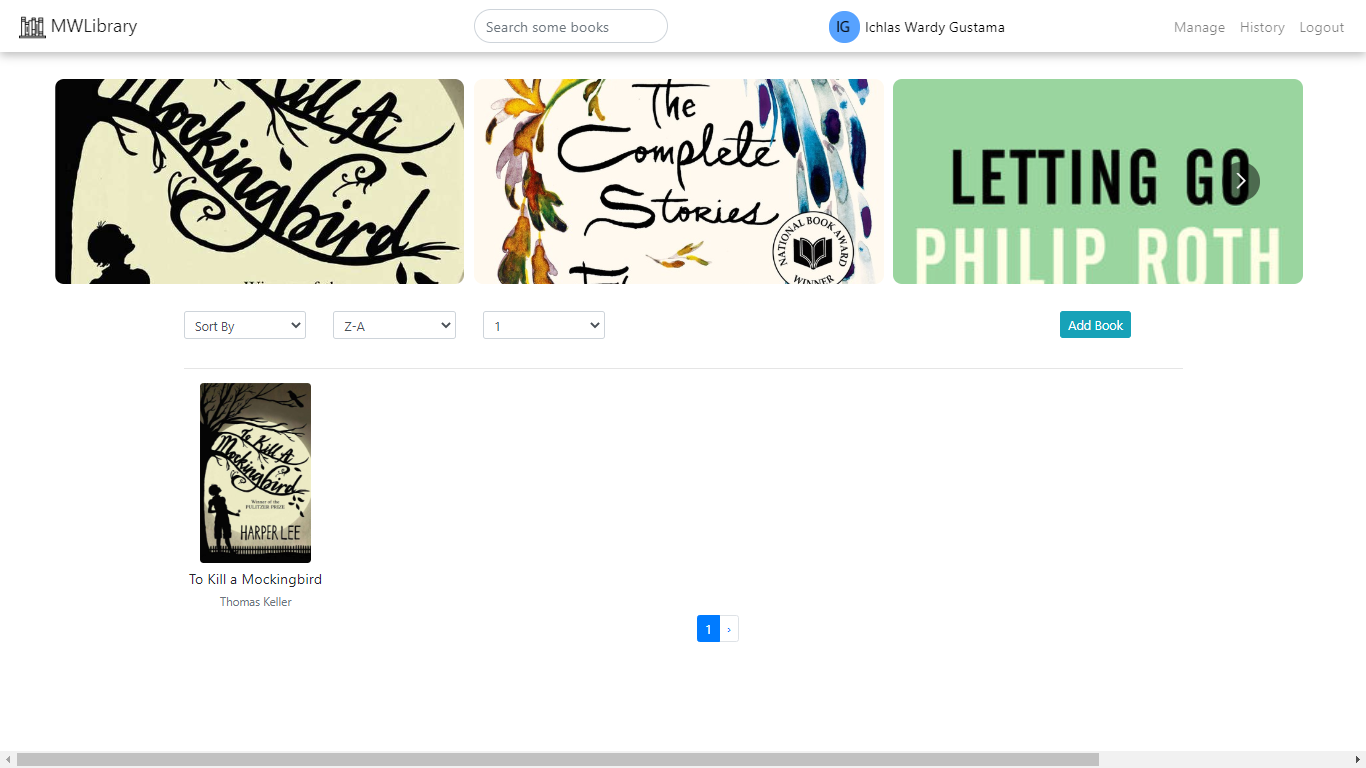 MWLibrary
Search some books
IG Ichlas Wardy Gustama
Manage History Logout
Kill A
Mockingbird
The
Complete
Stories
NATIONAL BOOK AWARD
WINNER
LETTING GO
PHILIP ROTH
Sort By
Z-A
1
Add Book
To Kill A
Mockingbird
Winner of the
PULITZER PRIZE
HARPER LEE
To Kill a Mockingbird
Thomas Keller
1 ›